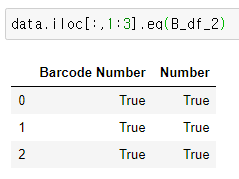 data.iloc[:,1:3].eq(B_df_2)
Barcode Number Number
0 True True
1 True True
2 True True